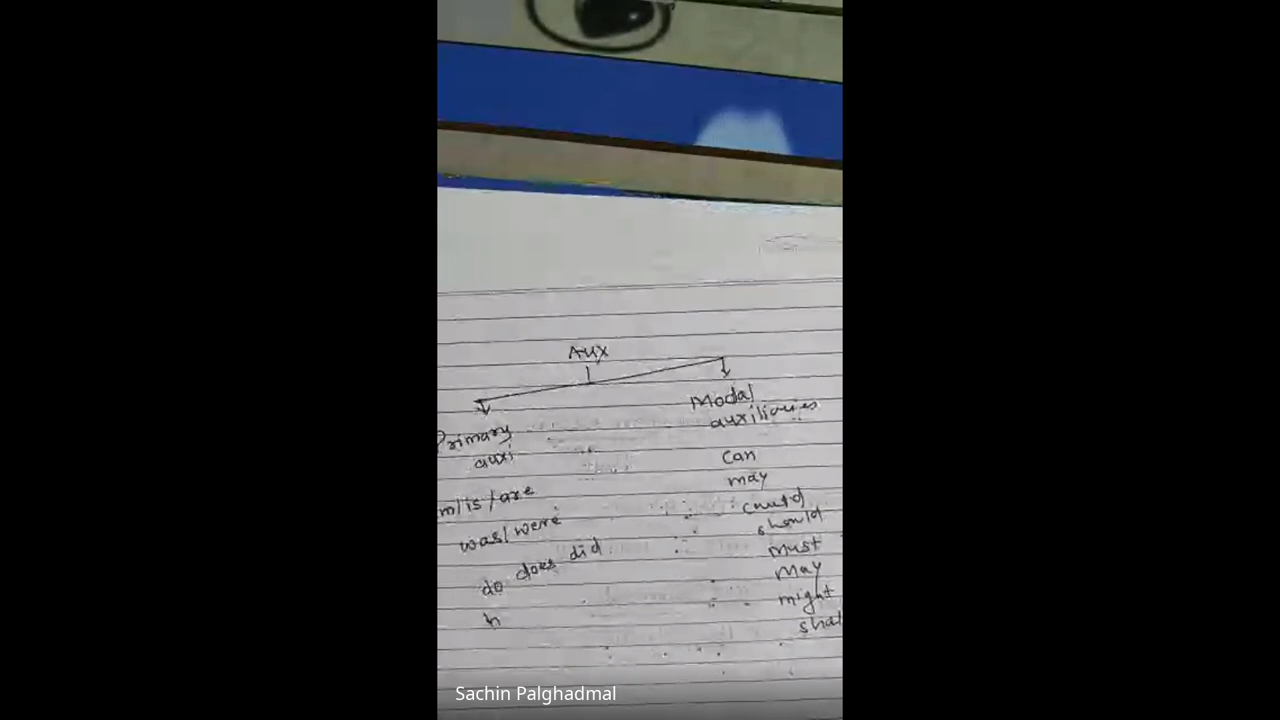 Aux
Primary
auxi
m/is/are
was/were
do does did
h
Modal
auxiliaries
can
may
could
should
must
may
might
shal
Sachin Palghadmal